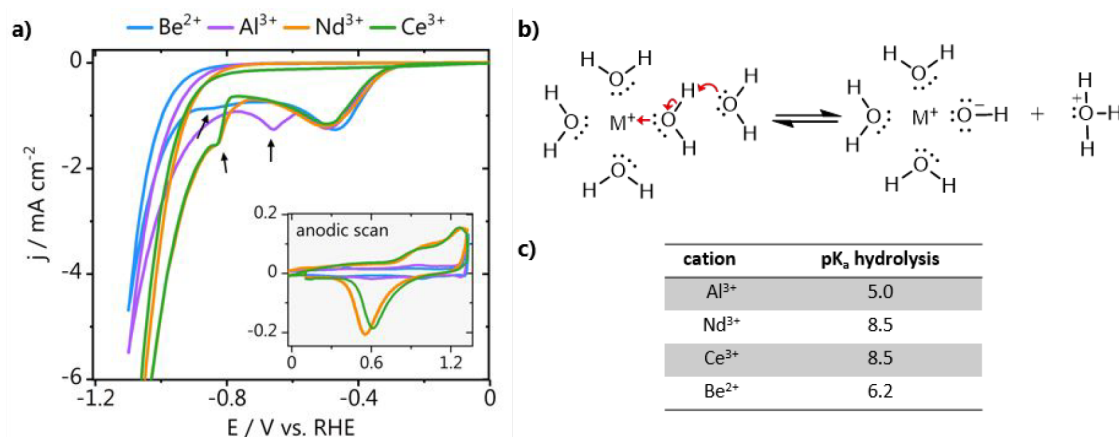 a)
Be²⁺ Al³⁺ Nd³⁺ Ce³⁺
0
-2
-4
-6
j / mA cm⁻²
-1.2 -0.8 -0.4 0
E / V vs. RHE
anodic scan
0.2
0
-0.2
0 0.6 1.2
b)
H H
O
H
O
H
M⁺
O
H
H
O
H
H
O
H
H
O
H H
O
H
M⁺
O⁻ H
O
H H
+
H
O⁺ H
H
c)
cation pKₐ hydrolysis
Al³⁺ 5.0
Nd³⁺ 8.5
Ce³⁺ 8.5
Be²⁺ 6.2